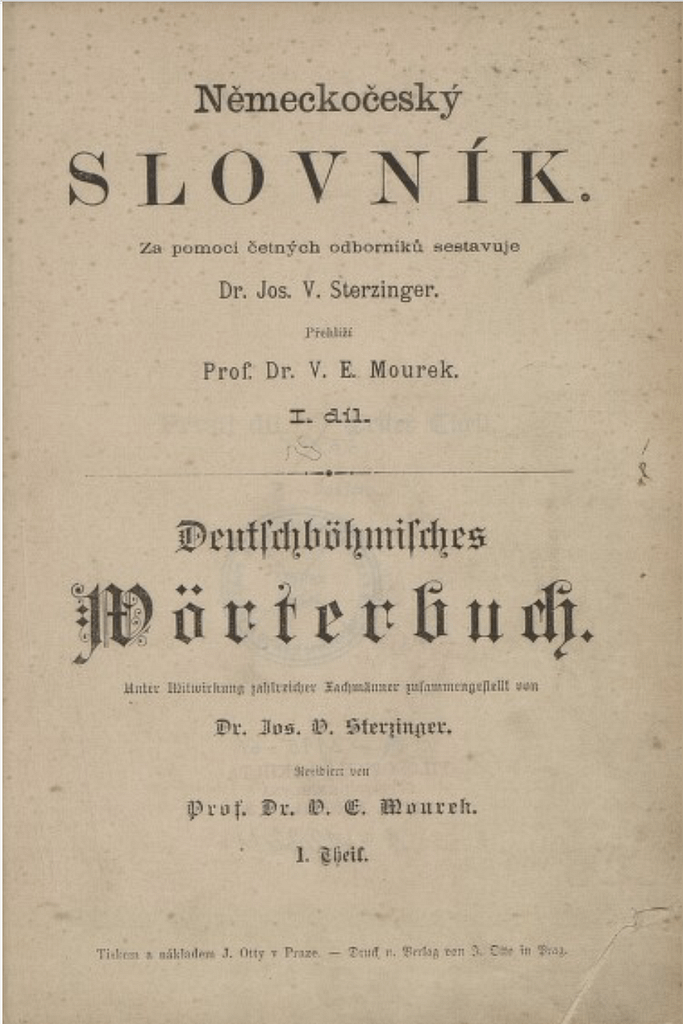 Německočeský
SLOVNÍK.
Za pomoci četných odborníků sestavuje
Dr. Jos. V. Sterzinger.
Přehlíží
Prof. Dr. V. E. Mourek.
I. díl.
Deutſchböhmiſches
Wörterbuch.
Unter Mitwirkung zahlreicher Fachmänner zuſammengeſtellt von
Dr. Jos. V. Sterzinger.
Revidiert von
Prof. Dr. V. E. Mourek.
I. Theil.
Tiskem a nákladem J. Otty v Praze. — Druck u. Verlag von J. Otto in Prag.